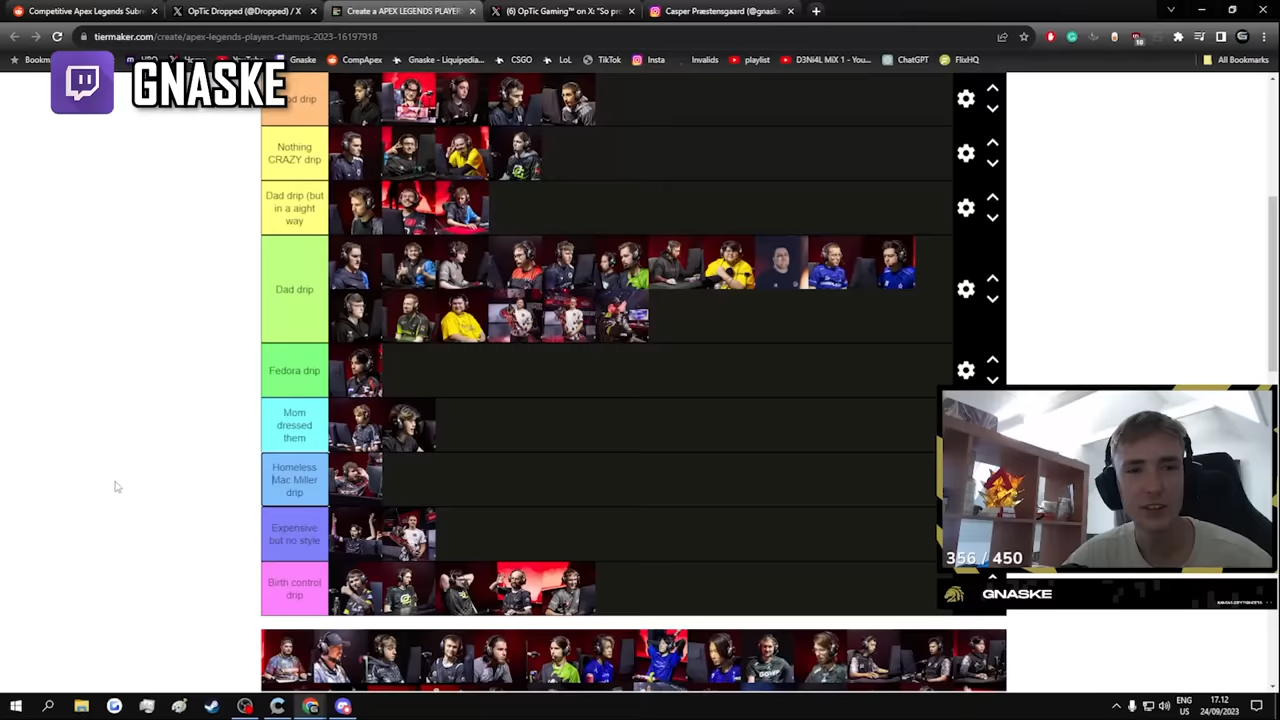 Competitive Apex Legends Subre
OpTic Dropped (@Dropped) / X
Create a APEX LEGENDS PLAYER
(6) OpTic Gaming™ on X: "So pro
Casper Præstensgaard (@gnask
tiermaker.com/create/apex-legends-players-champs-2023-16197918
Gnaske
CompApex
Gnaske - Liquipedia...
CSGO
LoL
TikTok
Insta
Invalids
playlist
D3Ni4L MiX 1 - You...
ChatGPT
FlixHQ
All Bookmarks
GNASKE
drip
Nothing
CRAZY drip
Dad drip (but
in a aight
way
Dad drip
Fedora drip
Mom
dressed
them
Homeless
Mac Miller
drip
Expensive
but no style
Birth control
drip
356 / 450
GNASKE
ENG
US
17.12
24/09/2023